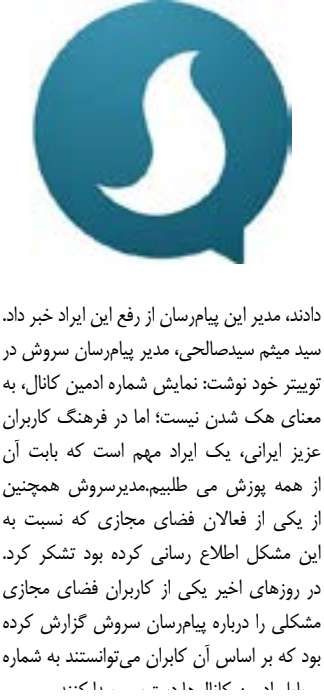 دادند، مدیر این پیام‌رسان از رفع این ایراد خبر داد.
سید میثم سیدصالحی، مدیر پیام‌رسان سروش در
توییتر خود نوشت: نمایش شماره ادمین کانال، به
معنای هک شدن نیست؛ اما در فرهنگ کاربران
عزیز ایرانی، یک ایراد مهم است که بابت آن
از همه پوزش می طلبیم.مدیرسروش همچنین
از یکی از فعالان فضای مجازی که نسبت به
این مشکل اطلاع رسانی کرده بود تشکر کرد.
در روزهای اخیر یکی از کاربران فضای مجازی
مشکلی را درباره پیام‌رسان سروش گزارش کرده
بود که بر اساس آن کابران می‌توانستند به شماره